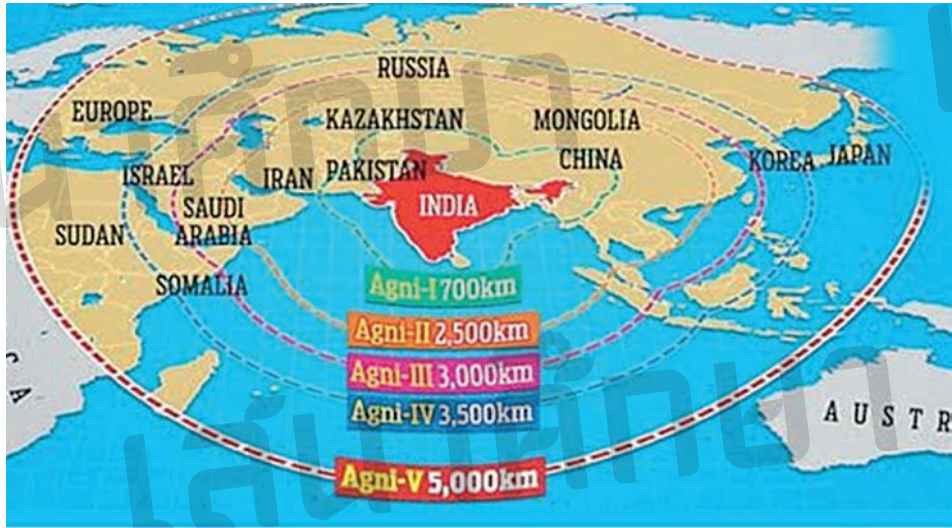 RUSSIA
EUROPE
KAZAKHSTAN
MONGOLIA
CHINA
KOREA
JAPAN
ISRAEL
IRAN
PAKISTAN
INDIA
SAUDI
ARABIA
SUDAN
SOMALIA
Agni-I 700km
Agni-II 2,500km
Agni-III 3,000km
Agni-IV 3,500km
Agni-V 5,000km
CA
AUSTR